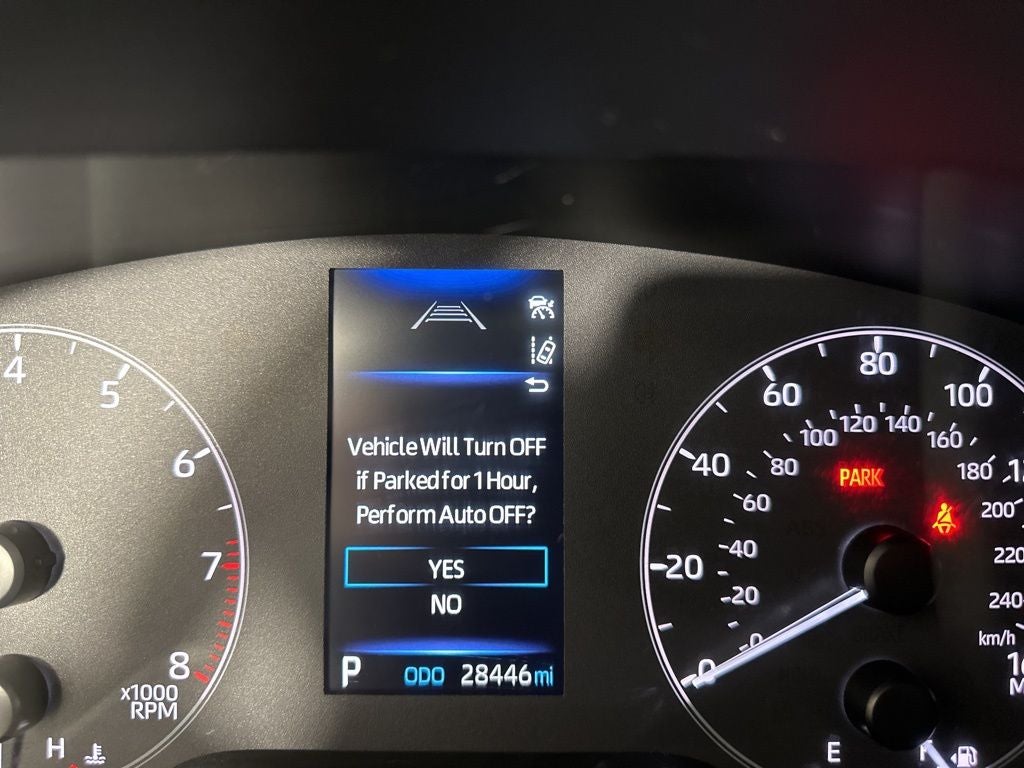 4
5
6
7
8
x1000
RPM
H
Vehicle Will Turn OFF
if Parked for 1 Hour,
Perform Auto OFF?
YES
NO
P ODO 28446 mi
0
20
40
60
80
100
0
20
40
60
80
100
120
140
160
180
200
220
240
km/h
PARK
E